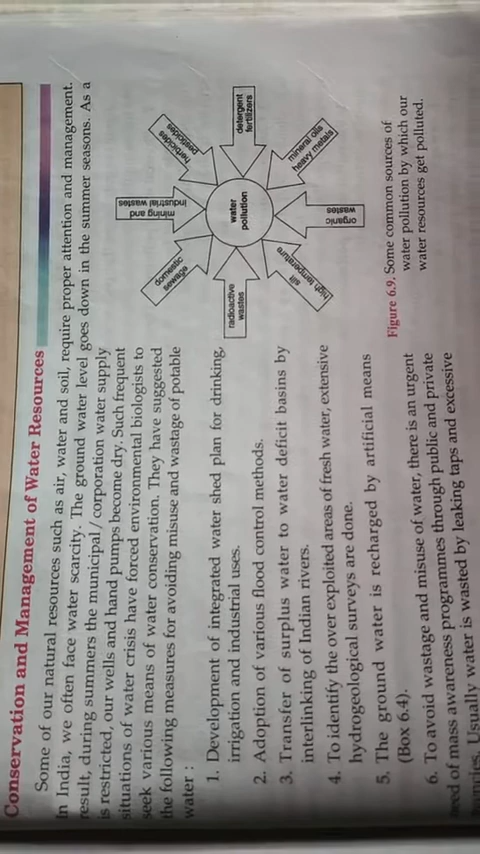 Conservation and Management of Water Resources
Some of our natural resources such as air, water and soil, require proper attention and management.
In India, we often face water scarcity. The ground water level goes down in the summer seasons. As a
result, during summers the municipal/corporation water supply
is restricted, our wells and hand pumps become dry. Such frequent
situations of water crisis have forced environmental biologists to
seek various means of water conservation. They have suggested
the following measures for avoiding misuse and wastage of potable
water :
1. Development of integrated water shed plan for drinking,
irrigation and industrial uses.
2. Adoption of various flood control methods.
3. Transfer of surplus water to water deficit basins by
interlinking of Indian rivers.
4. To identify the over exploited areas of fresh water, extensive
hydrogeological surveys are done.
5. The ground water is recharged by artificial means
(Box 6.4).
6. To avoid wastage and misuse of water, there is an urgent
need of mass awareness programmes through public and private
agencies. Usually water is wasted by leaking taps and excessive
radioactive
wastes
domestic
sewage
mining and
industrial wastes
herbicides
pesticides
detergent
fertilizers
mineral oils
heavy metals
organic
wastes
silt
high temperature
water
pollution
Figure 6.9. Some common sources of
water pollution by which our
water resources get polluted.